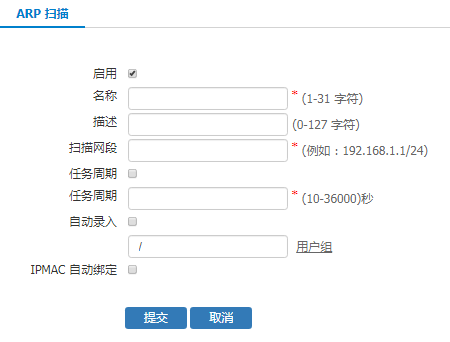 ARP 扫描
启用
名称 * (1-31 字符)
描述 (0-127 字符)
扫描网段 * (例如：192.168.1.1/24)
任务周期
任务周期 * (10-36000)秒
自动录入
/ 用户组
IPMAC 自动绑定
提交 取消